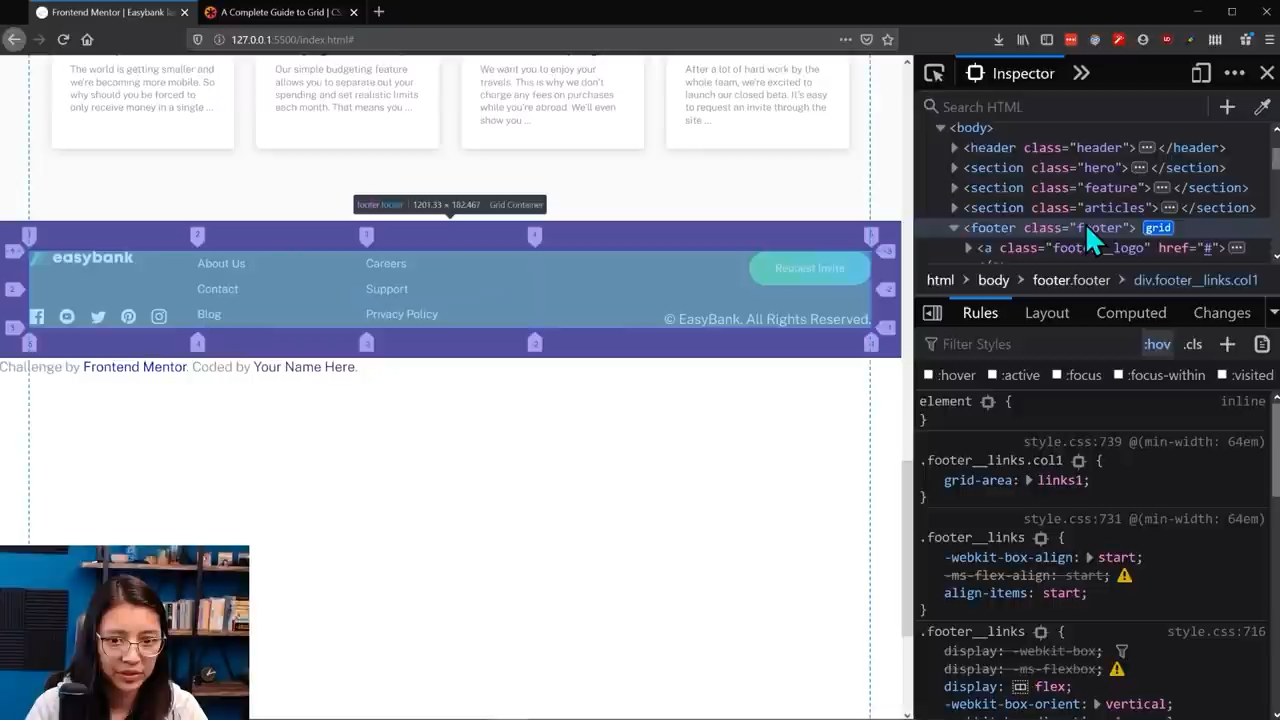 Frontend Mentor | Easybank la
A Complete Guide to Grid | CS
127.0.0.1:5500/index.html#
The world is getting smaller and
we're becoming more mobile. So
why should you be forced to
only receive money in a single ...
Our simple budgeting feature
allows you to separate out your
spending and set realistic limits
each month. That means you ...
We want you to enjoy your
travels. This is why we don't
charge any fees on purchases
while you're abroad. We'll even
show you ...
After a lot of hard work by the
whole team, we're excited to
launch our closed beta. It's easy
to request an invite through the
site ...
footer.footer | 1201.33 × 182.467 Grid Container
1 2 3 4 5
easybank
About Us
Contact
Blog
Careers
Support
Privacy Policy
Request Invite
© EasyBank. All Rights Reserved.
Challenge by Frontend Mentor. Coded by Your Name Here.
Inspector
Search HTML
<body>
<header class="header"> </header>
<section class="hero"> </section>
<section class="feature"> </section>
<section class="articles"> </section>
<footer class="footer"> grid
<a class="footer__logo" href="#">
html body footer.footer div.footer__links.col1
Rules Layout Computed Changes
Filter Styles :hov .cls
:hover :active :focus :focus-within :visited
element { inline
}
style.css:739 @(min-width: 64em)
.footer__links.col1 {
grid-area: links1;
}
style.css:731 @(min-width: 64em)
.footer__links {
-webkit-box-align: start;
-ms-flex-align: start;
align-items: start;
}
.footer__links { style.css:716
display: -webkit-box;
display: -ms-flexbox;
display: flex;
-webkit-box-orient: vertical;